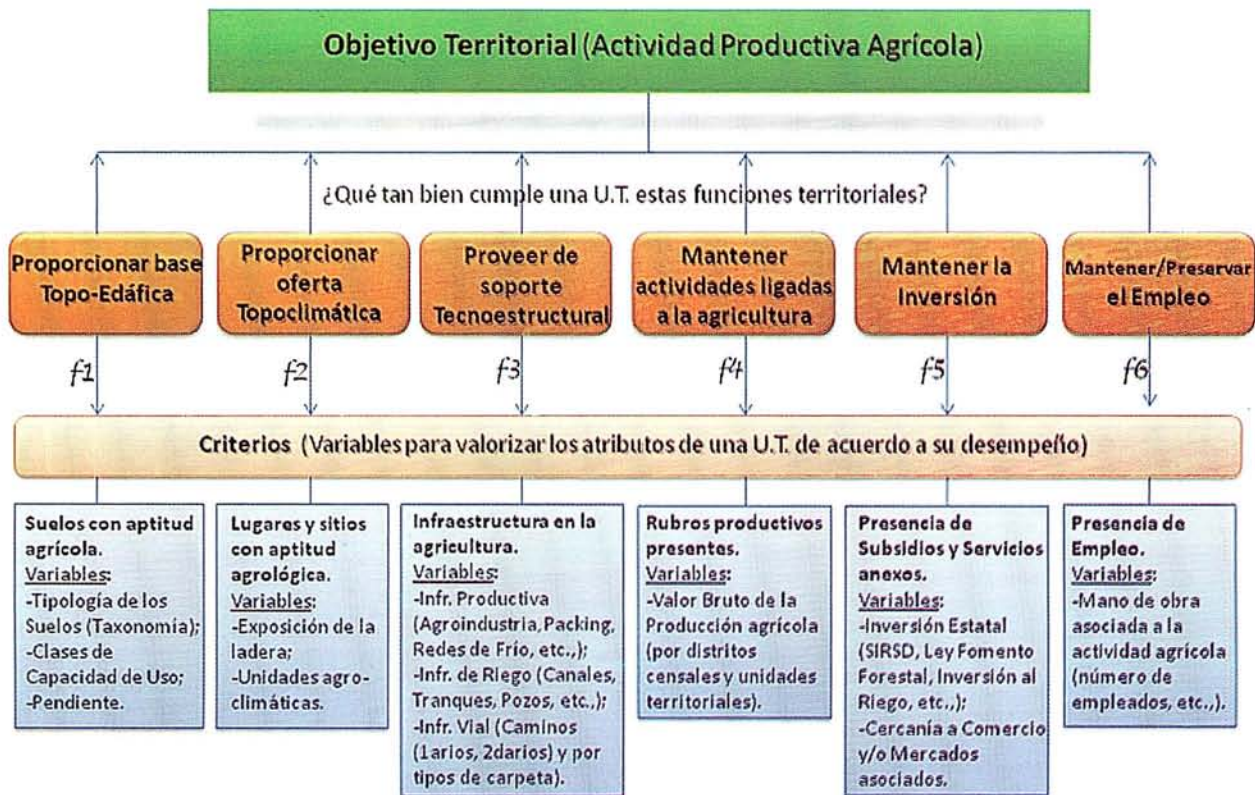 Objetivo Territorial (Actividad Productiva Agrícola)
¿Qué tan bien cumple una U.T. estas funciones territoriales?
Proporcionar base
Topo-Edáfica
Proporcionar
oferta
Topoclimática
Proveer de
soporte
Tecnoestructural
Mantener
actividades ligadas
a la agricultura
Mantener la
Inversión
Mantener/Preservar
el Empleo
f1
f2
f3
f4
f5
f6
Criterios (Variables para valorizar los atributos de una U.T. de acuerdo a su desempeño)
Suelos con aptitud
agrícola.
Variables:
-Tipología de los
Suelos (Taxonomía);
-Clases de
Capacidad de Uso;
-Pendiente.
Lugares y sitios
con aptitud
agrológica.
Variables:
-Exposición de la
ladera;
-Unidades agro-
climáticas.
Infraestructura en la
agricultura.
Variables:
-Infr. Productiva
(Agroindustria, Packing,
Redes de Frío, etc.,);
-Infr. de Riego (Canales,
Tranques, Pozos, etc.,);
-Infr. Vial (Caminos
(1arios, 2darios) y por
tipos de carpeta).
Rubros productivos
presentes.
Variables:
-Valor Bruto de la
Producción agrícola
(por distritos
censales y unidades
territoriales).
Presencia de
Subsidios y Servicios
anexos.
Variables:
-Inversión Estatal
(SIRSD, Ley Fomento
Forestal, Inversión al
Riego, etc.,);
-Cercanía a Comercio
y/o Mercados
asociados.
Presencia de
Empleo.
Variables:
-Mano de obra
asociada a la
actividad agrícola
(número de
empleados, etc.,).